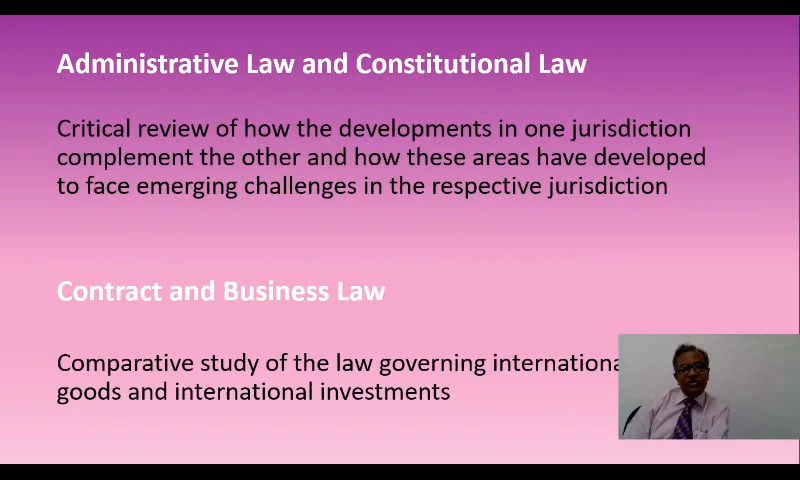 Administrative Law and Constitutional Law
Critical review of how the developments in one jurisdiction
complement the other and how these areas have developed
to face emerging challenges in the respective jurisdiction
Contract and Business Law
Comparative study of the law governing
goods and international investments